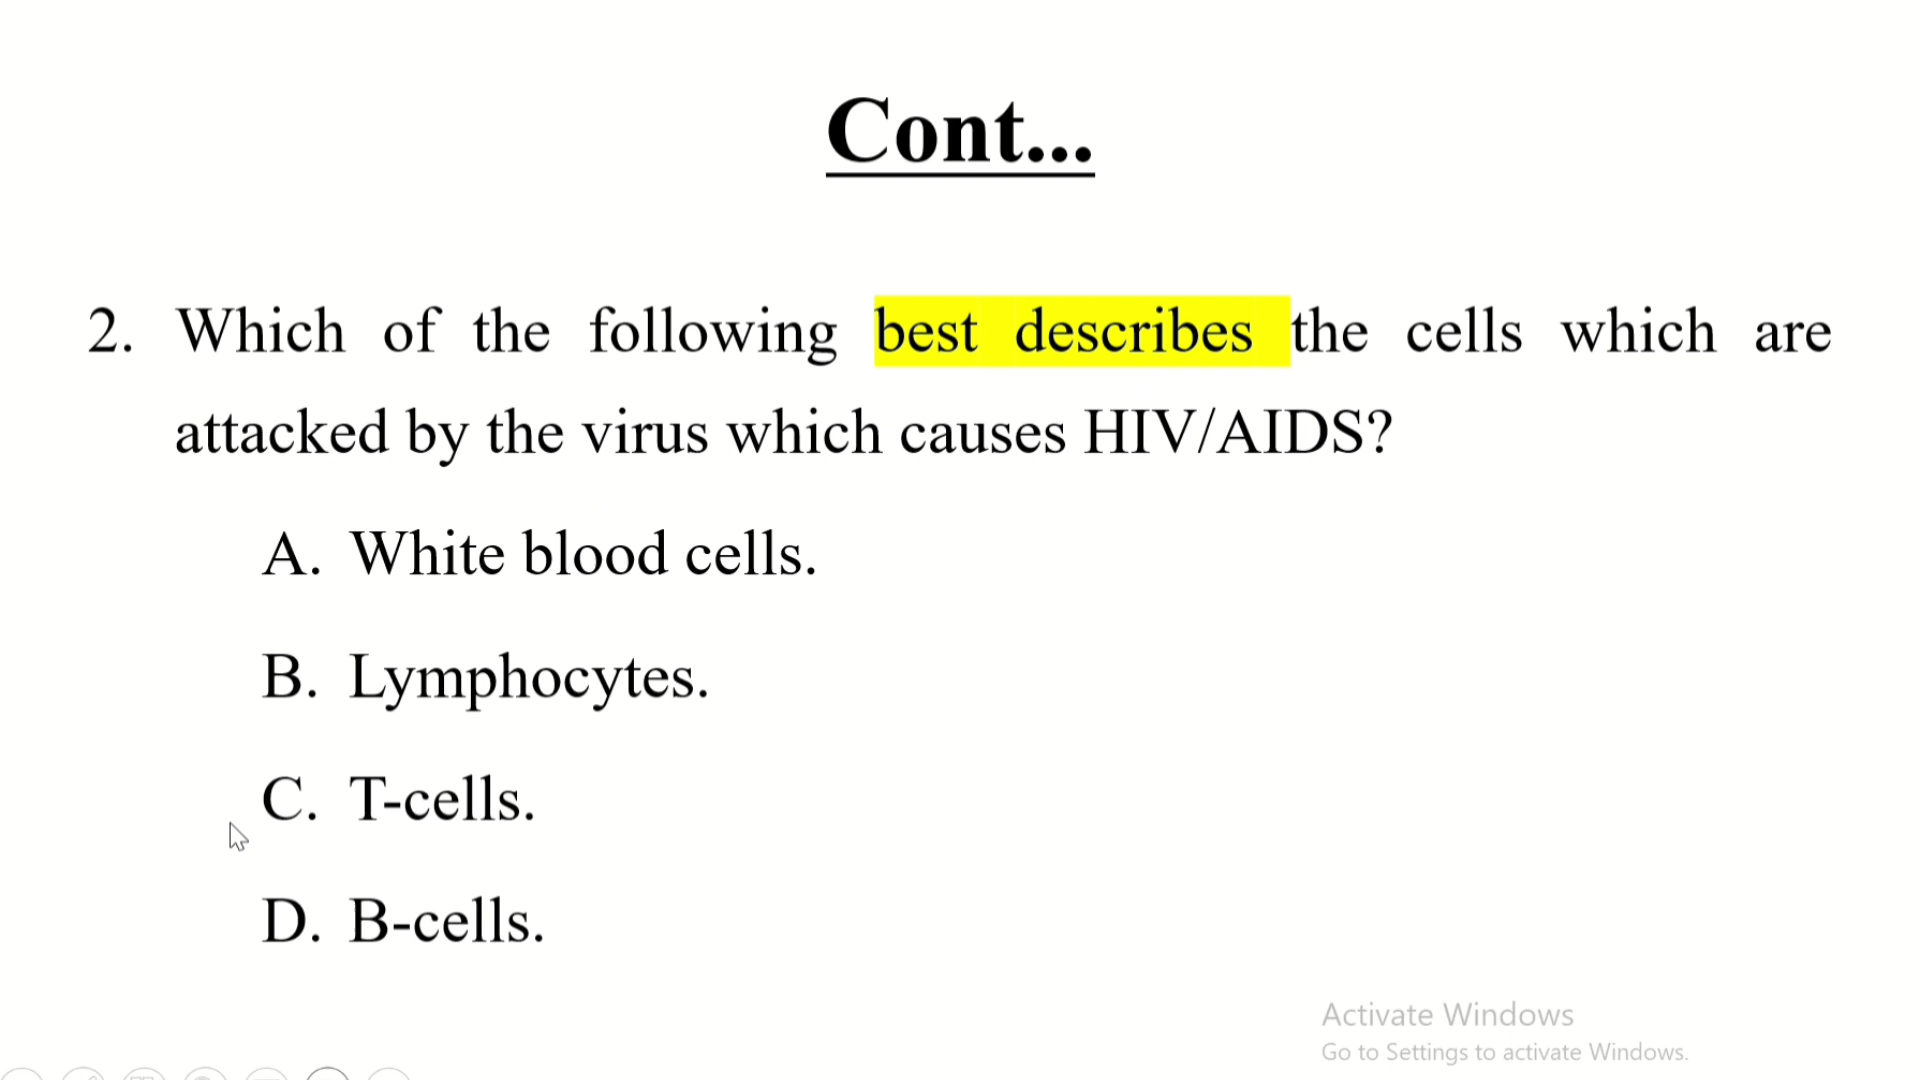 Cont...
2. Which of the following best describes the cells which are
attacked by the virus which causes HIV/AIDS?
A. White blood cells.
B. Lymphocytes.
C. T-cells.
D. B-cells.
Activate Windows
Go to Settings to activate Windows.